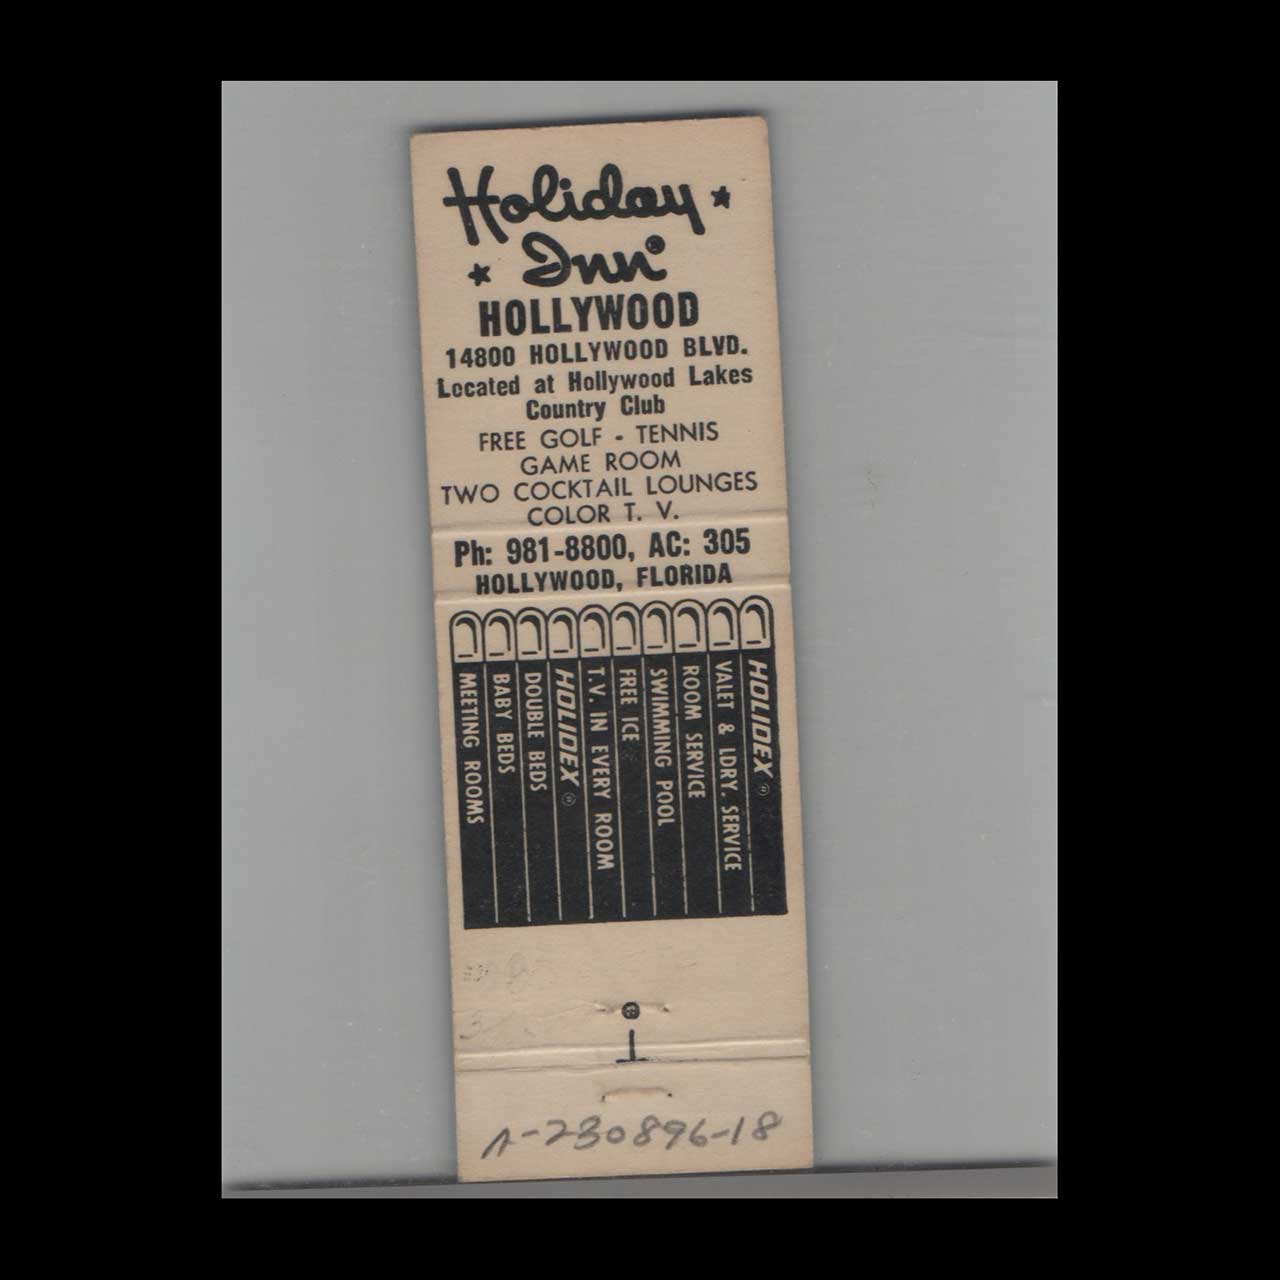 Holiday
Inn®
HOLLYWOOD
14800 HOLLYWOOD BLVD.
Located at Hollywood Lakes
Country Club
FREE GOLF - TENNIS
GAME ROOM
TWO COCKTAIL LOUNGES
COLOR T. V.
Ph: 981-8800, AC: 305
HOLLYWOOD, FLORIDA
HOLIDEX ®
VALET & LDRY. SERVICE
ROOM SERVICE
SWIMMING POOL
FREE ICE
T.V. IN EVERY ROOM
HOLIDEX ®
DOUBLE BEDS
BABY BEDS
MEETING ROOMS
A-230896-18